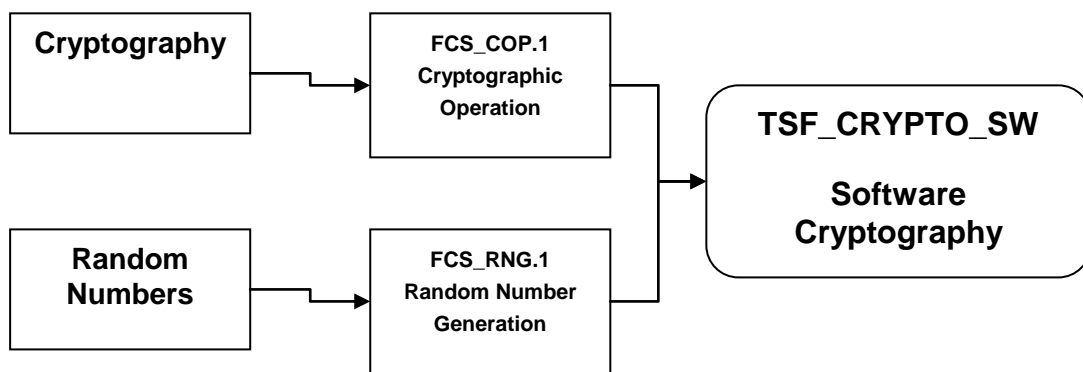 Cryptography
FCS_COP.1
Cryptographic
Operation
TSF_CRYPTO_SW
Software
Cryptography
Random
Numbers
FCS_RNG.1
Random Number
Generation